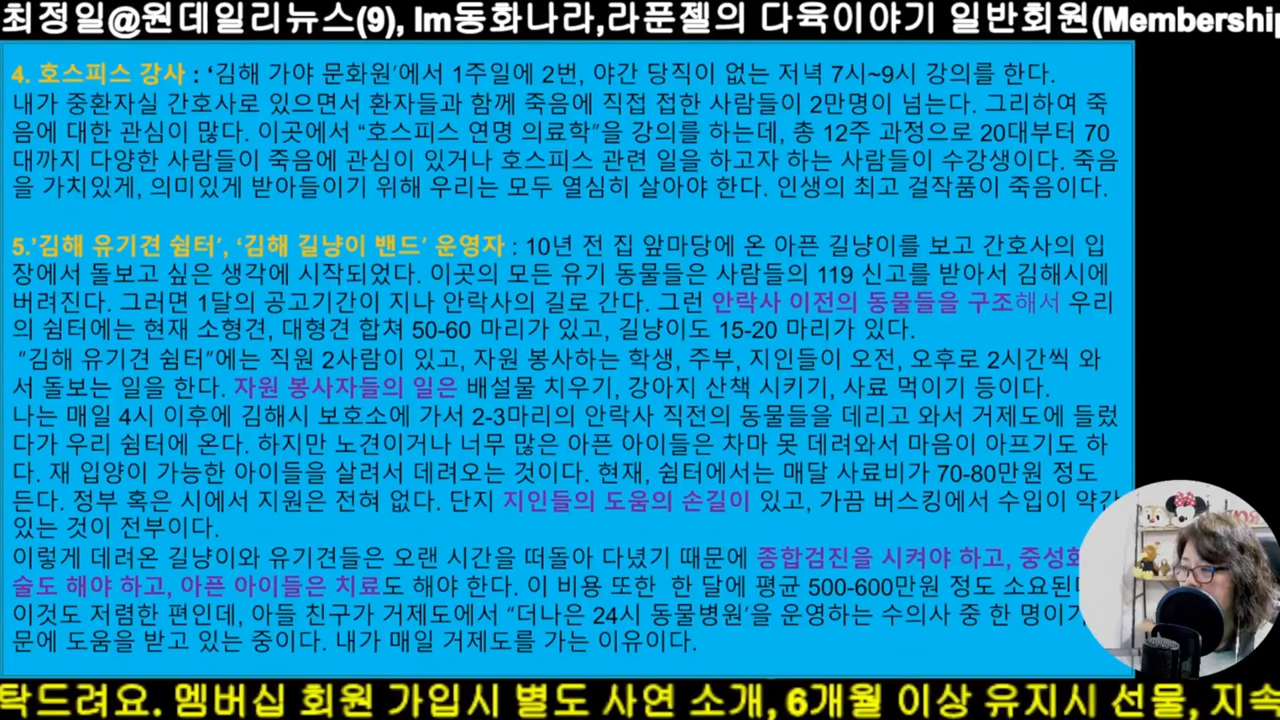 최정일@원데일리뉴스(9), Im동화나라,라푼젤의 다육이야기 일반회원(Membership
4. 호스피스 강사 : ‘김해 가야 문화원’에서 1주일에 2번, 야간 당직이 없는 저녁 7시~9시 강의를 한다.
내가 중환자실 간호사로 있으면서 환자들과 함께 죽음에 직접 접한 사람들이 2만명이 넘는다. 그리하여 죽
음에 대한 관심이 많다. 이곳에서 “호스피스 연명 의료학”을 강의를 하는데, 총 12주 과정으로 20대부터 70
대까지 다양한 사람들이 죽음에 관심이 있거나 호스피스 관련 일을 하고자 하는 사람들이 수강생이다. 죽음
을 가치있게, 의미있게 받아들이기 위해 우리는 모두 열심히 살아야 한다. 인생의 최고 걸작품이 죽음이다.
5.’김해 유기견 쉼터’, ‘김해 길냥이 밴드’ 운영자 : 10년 전 집 앞마당에 온 아픈 길냥이를 보고 간호사의 입
장에서 돌보고 싶은 생각에 시작되었다. 이곳의 모든 유기 동물들은 사람들의 119 신고를 받아서 김해시에
버려진다. 그러면 1달의 공고기간이 지나 안락사의 길로 간다. 그런 안락사 이전의 동물들을 구조해서 우리
의 쉼터에는 현재 소형견, 대형견 합쳐 50-60 마리가 있고, 길냥이도 15-20 마리가 있다.
“김해 유기견 쉼터”에는 직원 2사람이 있고, 자원 봉사하는 학생, 주부, 지인들이 오전, 오후로 2시간씩 와
서 돌보는 일을 한다. 자원 봉사자들의 일은 배설물 치우기, 강아지 산책 시키기, 사료 먹이기 등이다.
나는 매일 4시 이후에 김해시 보호소에 가서 2-3마리의 안락사 직전의 동물들을 데리고 와서 거제도에 들렀
다가 우리 쉼터에 온다. 하지만 노견이거나 너무 많은 아픈 아이들은 차마 못 데려와서 마음이 아프기도 하
다. 재 입양이 가능한 아이들을 살려서 데려오는 것이다. 현재, 쉼터에서는 매달 사료비가 70-80만원 정도
든다. 정부 혹은 시에서 지원은 전혀 없다. 단지 지인들의 도움의 손길이 있고, 가끔 버스킹에서 수입이 약간
있는 것이 전부이다.
이렇게 데려온 길냥이와 유기견들은 오랜 시간을 떠돌아 다녔기 때문에 종합검진을 시켜야 하고, 중성화
술도 해야 하고, 아픈 아이들은 치료도 해야 한다. 이 비용 또한 한 달에 평균 500-600만원 정도 소요된
이것도 저렴한 편인데, 아들 친구가 거제도에서 “더나은 24시 동물병원’을 운영하는 수의사 중 한 명이기
문에 도움을 받고 있는 중이다. 내가 매일 거제도를 가는 이유이다.
탁드려요. 멤버십 회원 가입시 별도 사연 소개, 6개월 이상 유지시 선물, 지속